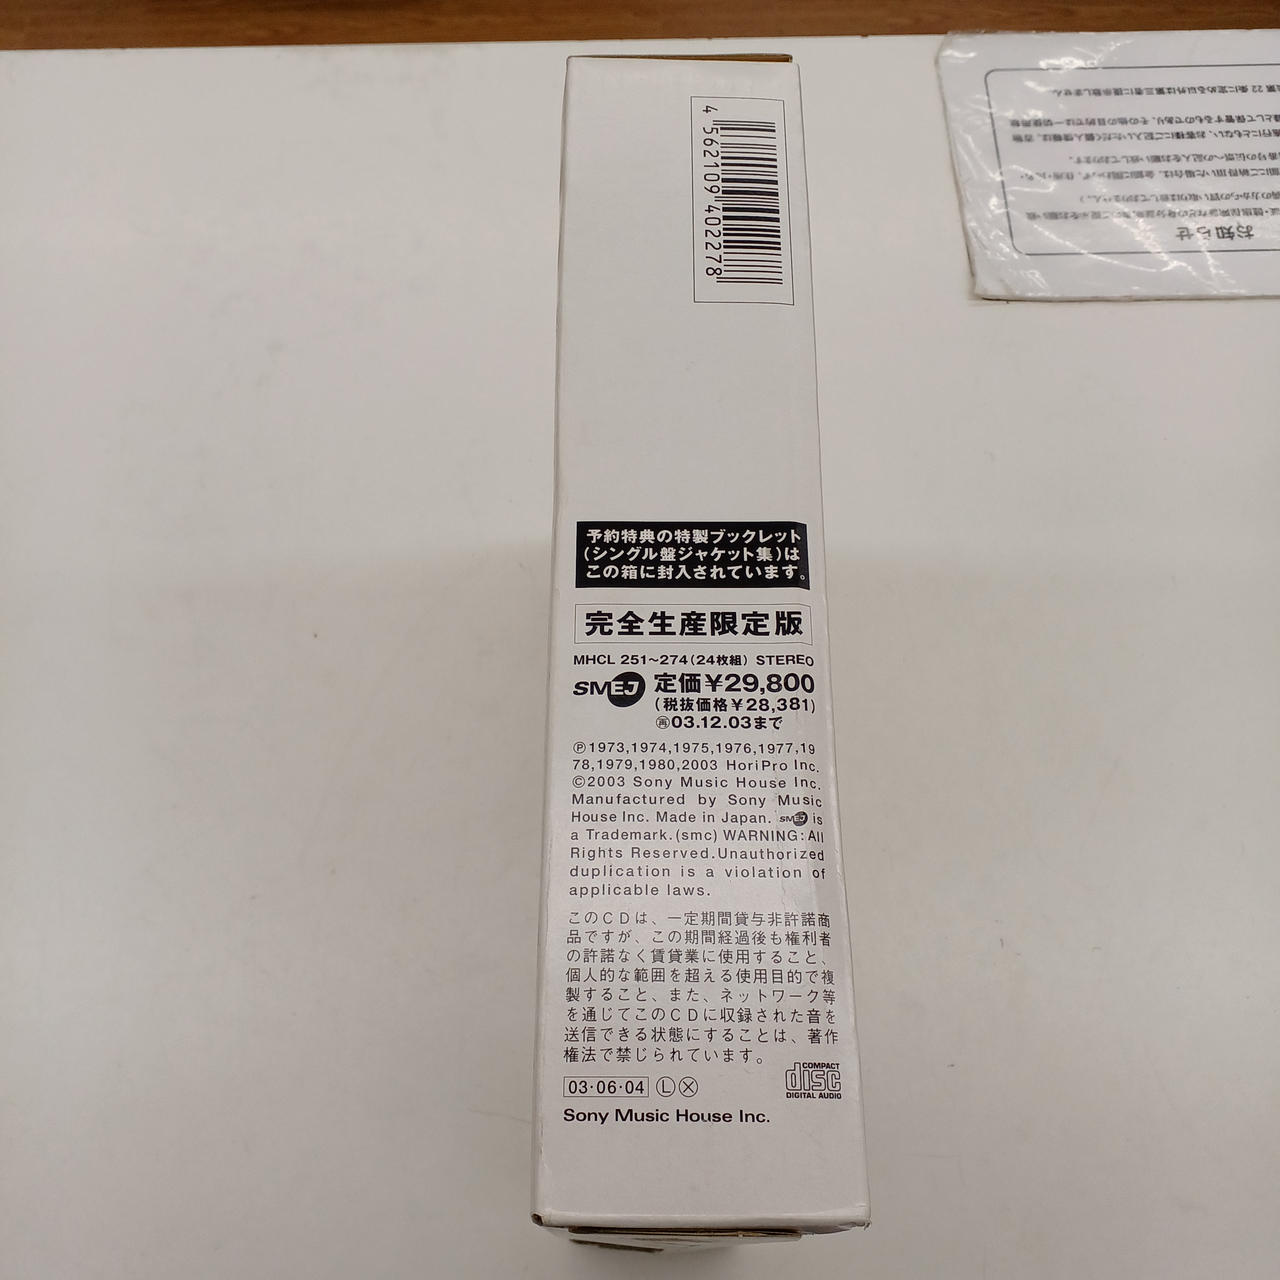 4 562109 402278
予約特典の特製ブックレット
(シングル盤ジャケット集)は
この箱に封入されています。
完全生産限定版
MHCL 251~274(24枚組) STEREO
SMEJ 定価¥29,800
(税抜価格¥28,381)
再03.12.03まで
Ⓟ1973,1974,1975,1976,1977,19
78,1979,1980,2003 HoriPro Inc.
©2003 Sony Music House Inc.
Manufactured by Sony Music
House Inc. Made in Japan. SMEJ is
a Trademark.(smc) WARNING:All
Rights Reserved.Unauthorized
duplication is a violation of
applicable laws.
このCDは、一定期間貸与非許諾商
品ですが、この期間経過後も権利者
の許諾なく賃貸業に使用すること、
個人的な範囲を超える使用目的で複
製すること、また、ネットワーク等
を通じてこのCDに収録された音を
送信できる状態にすることは、著作
権法で禁じられています。
COMPACT
disc
DIGITAL AUDIO
03·06·04 Ⓛ Ⓧ
Sony Music House Inc.
お知らせ